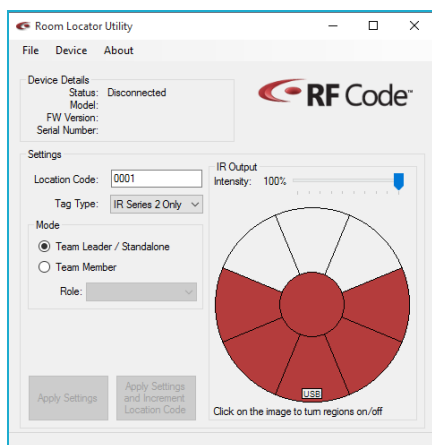 Room Locator Utility
File Device About
Device Details
Status: Disconnected
Model:
FW Version:
Serial Number:
RF Code™
Settings
Location Code: 0001
Tag Type: IR Series 2 Only
Mode
Team Leader / Standalone
Team Member
Role:
Apply Settings
Apply Settings
and Increment
Location Code
IR Output
Intensity: 100%
USB
Click on the image to turn regions on/off